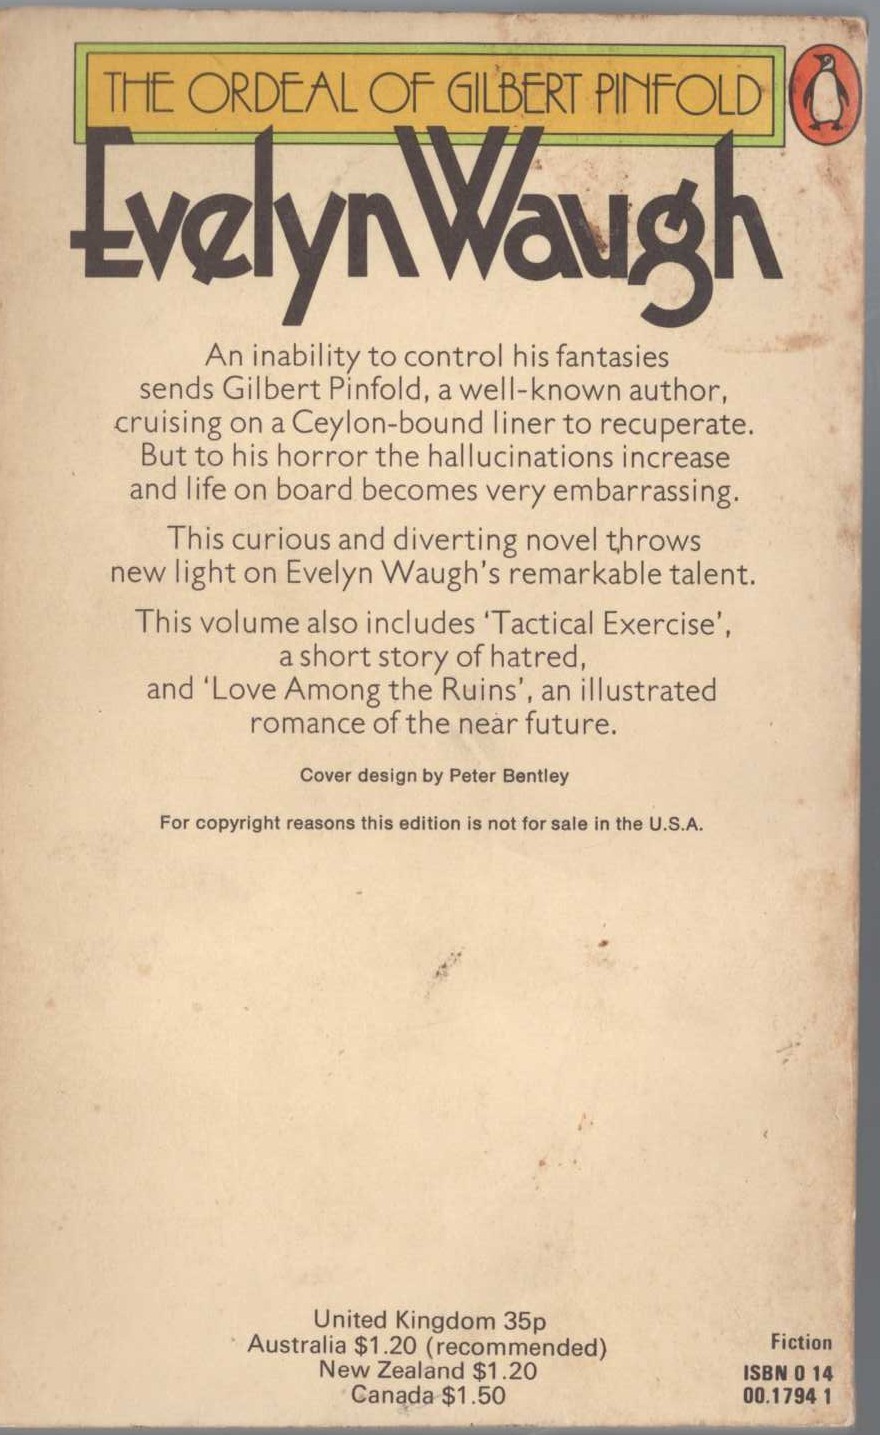 THE ORDEAL OF GILBERT PINFOLD
Evelyn Waugh
An inability to control his fantasies
sends Gilbert Pinfold, a well-known author,
cruising on a Ceylon-bound liner to recuperate.
But to his horror the hallucinations increase
and life on board becomes very embarrassing.
This curious and diverting novel throws
new light on Evelyn Waugh's remarkable talent.
This volume also includes 'Tactical Exercise',
a short story of hatred,
and 'Love Among the Ruins', an illustrated
romance of the near future.
Cover design by Peter Bentley
For copyright reasons this edition is not for sale in the U.S.A.
United Kingdom 35p
Australia $1.20 (recommended)
New Zealand $1.20
Canada $1.50
Fiction
ISBN 0 14
00.1794 1